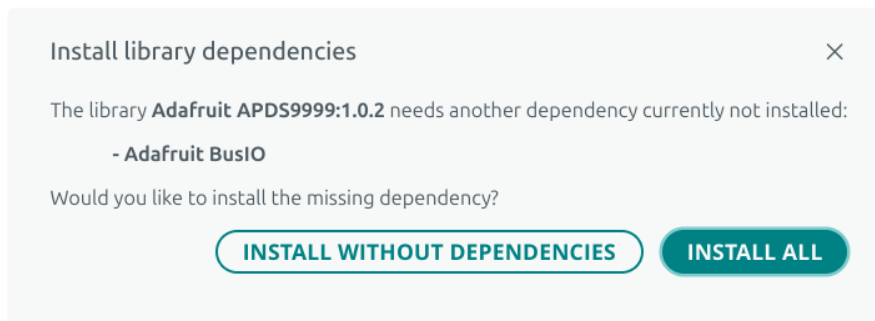 Install library dependencies
The library Adafruit APDS9999:1.0.2 needs another dependency currently not installed:
- Adafruit BusIO
Would you like to install the missing dependency?
INSTALL WITHOUT DEPENDENCIES
INSTALL ALL